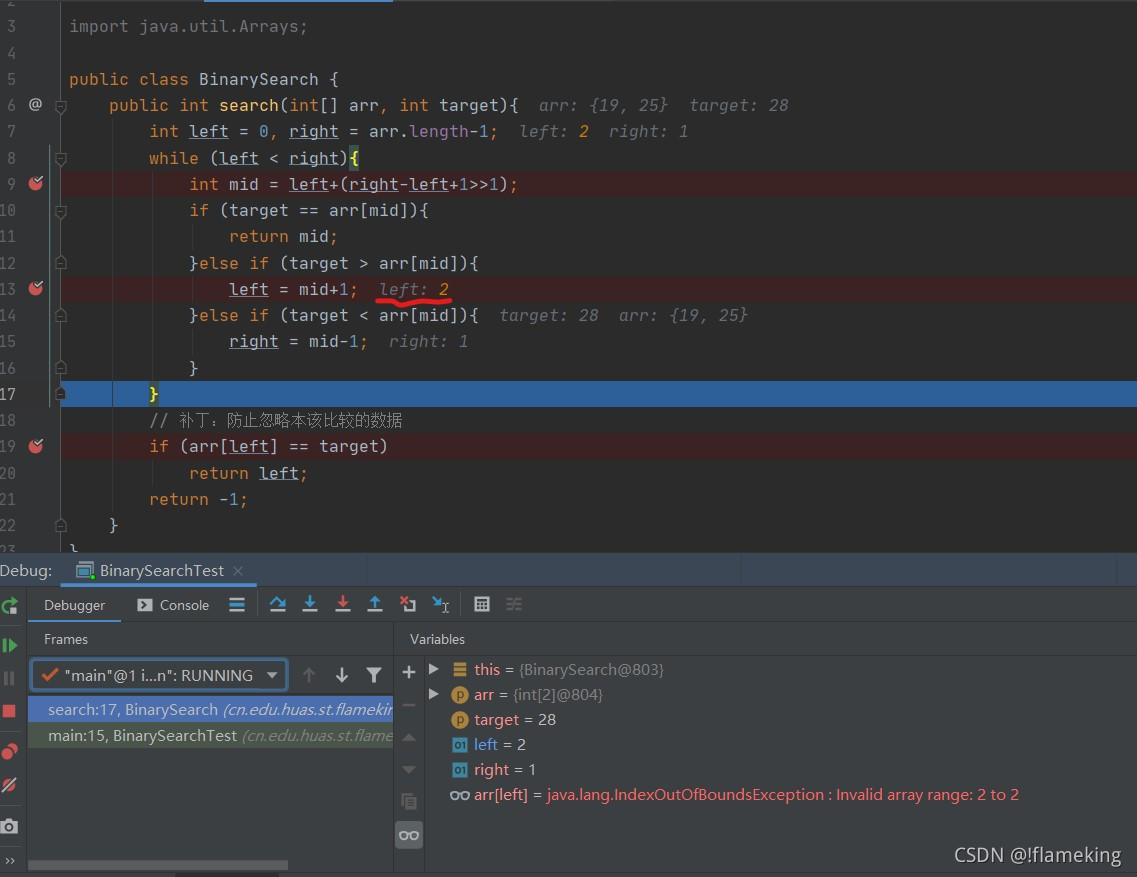 3 import java.util.Arrays;
4
5 public class BinarySearch {
6 @ public int search(int[] arr, int target){ arr: {19, 25} target: 28
7 int left = 0, right = arr.length-1; left: 2 right: 1
8 while (left < right){
9 int mid = left+(right-left+1>>1);
10 if (target == arr[mid]){
11 return mid;
12 }else if (target > arr[mid]){
13 left = mid+1; left: 2
14 }else if (target < arr[mid]){ target: 28 arr: {19, 25}
15 right = mid-1; right: 1
16 }
17 }
18 // 补丁：防止忽略本该比较的数据
19 if (arr[left] == target)
20 return left;
21 return -1;
22 }
23 }
Debug: BinarySearchTest
Debugger Console
Frames Variables
"main"@1 i...n": RUNNING
search:17, BinarySearch (cn.edu.huas.st.flamekin
main:15, BinarySearchTest (cn.edu.huas.st.flame
this = {BinarySearch@803}
p arr = {int[2]@804}
p target = 28
01 left = 2
01 right = 1
arr[left] = java.lang.IndexOutOfBoundsException : Invalid array range: 2 to 2
CSDN @!flameking